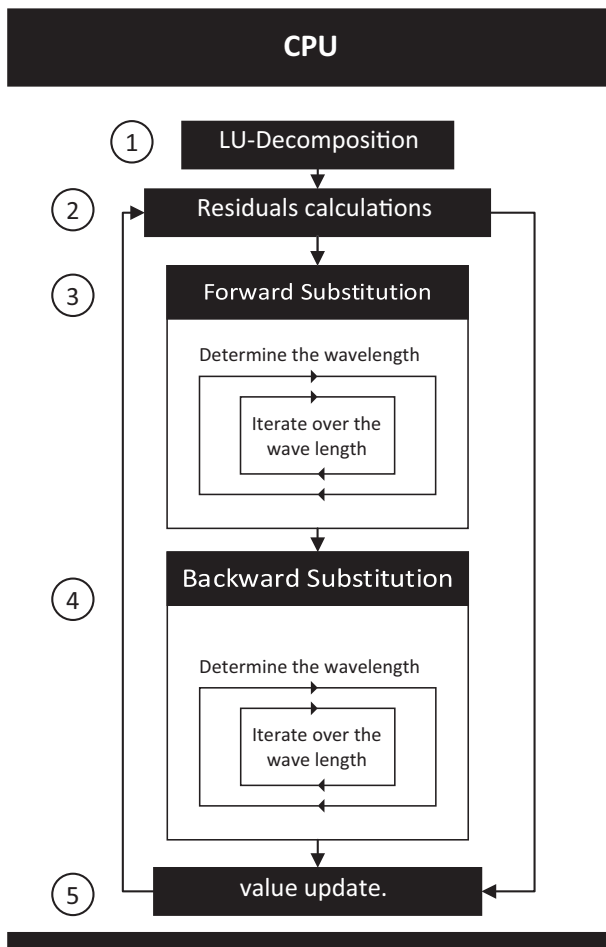 CPU
1
LU-Decomposition
2
Residuals calculations
3
Forward Substitution
Determine the wavelength
Iterate over the
wave length
4
Backward Substitution
Determine the wavelength
Iterate over the
wave length
5
value update.